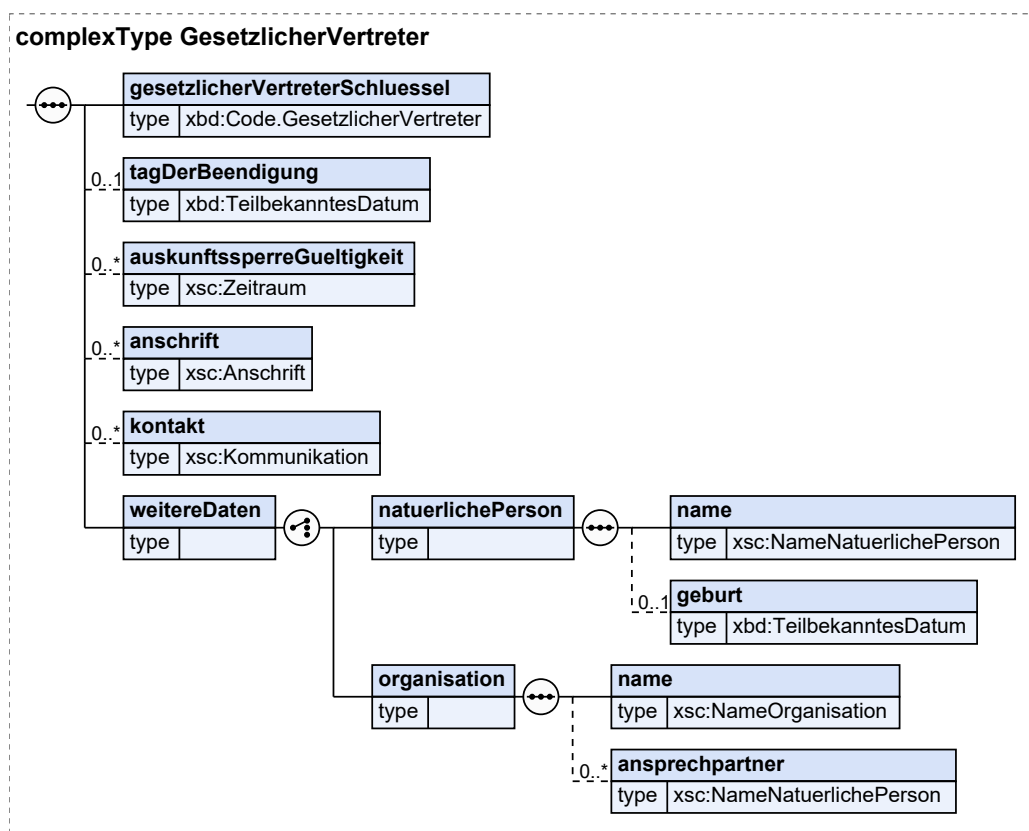 complexType GesetzlicherVertreter
gesetzlicherVertreterSchluessel
type xbd:Code.GesetzlicherVertreter
0..1 tagDerBeendigung
type xbd:TeilbekanntesDatum
0..* auskunftssperreGueltigkeit
type xsc:Zeitraum
0..* anschrift
type xsc:Anschrift
0..* kontakt
type xsc:Kommunikation
weitereDaten
type
natuerlichePerson
type
name
type xsc:NameNatuerlichePerson
0..1 geburt
type xbd:TeilbekanntesDatum
organisation
type
name
type xsc:NameOrganisation
0..* ansprechpartner
type xsc:NameNatuerlichePerson